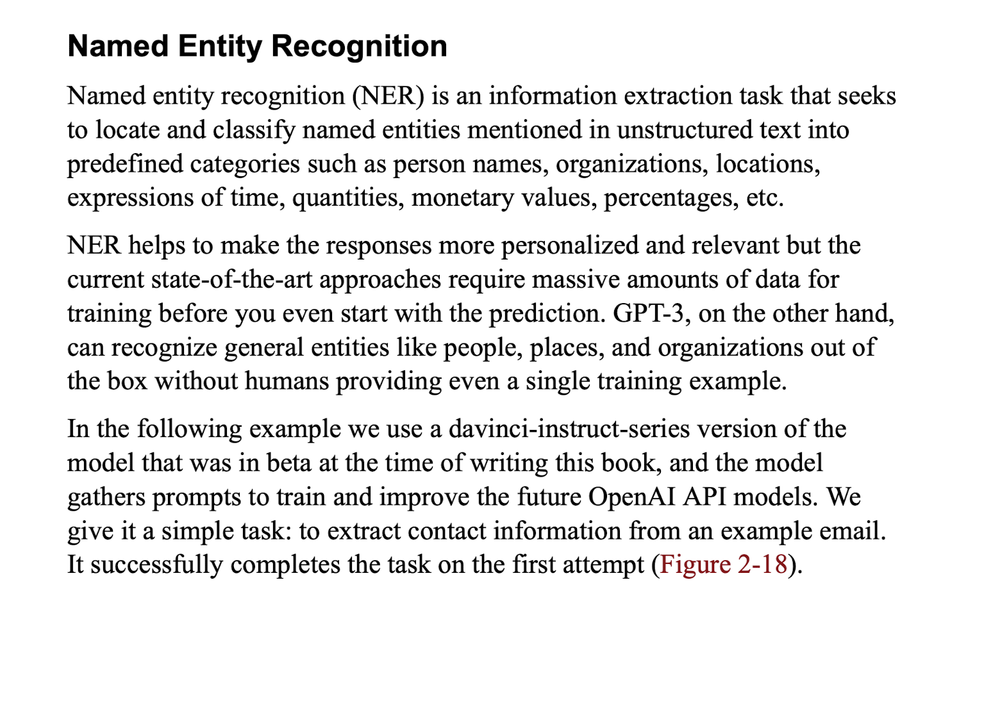 Named Entity Recognition
Named entity recognition (NER) is an information extraction task that seeks
to locate and classify named entities mentioned in unstructured text into
predefined categories such as person names, organizations, locations,
expressions of time, quantities, monetary values, percentages, etc.
NER helps to make the responses more personalized and relevant but the
current state-of-the-art approaches require massive amounts of data for
training before you even start with the prediction. GPT-3, on the other hand,
can recognize general entities like people, places, and organizations out of
the box without humans providing even a single training example.
In the following example we use a davinci-instruct-series version of the
model that was in beta at the time of writing this book, and the model
gathers prompts to train and improve the future OpenAI API models. We
give it a simple task: to extract contact information from an example email.
It successfully completes the task on the first attempt (Figure 2-18).